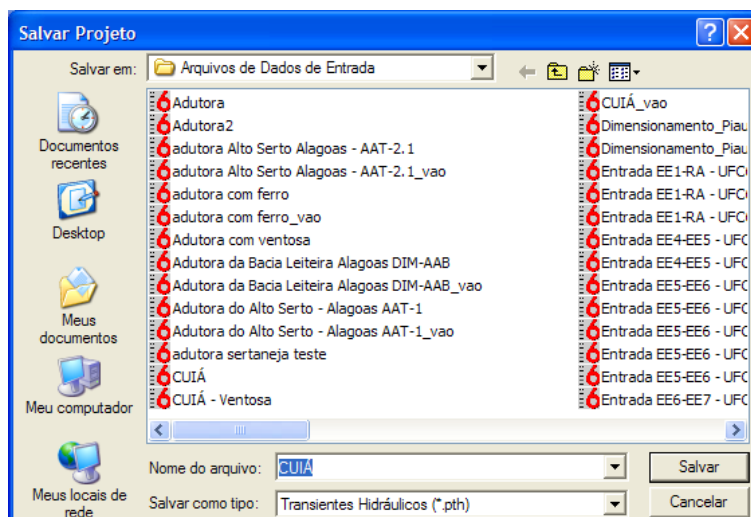 Salvar Projeto
Salvar em:
Arquivos de Dados de Entrada
Documentos
recentes
Desktop
Meus
documentos
Meu computador
Meus locais de
rede
Adutora
Adutora2
adutora Alto Serto Alagoas - AAT-2.1
adutora Alto Serto Alagoas - AAT-2.1_vao
adutora com ferro
adutora com ferro_vao
Adutora com ventosa
Adutora da Bacia Leiteira Alagoas DIM-AAB
Adutora da Bacia Leiteira Alagoas DIM-AAB_vao
Adutora do Alto Serto - Alagoas AAT-1
Adutora do Alto Serto - Alagoas AAT-1_vao
adutora sertaneja teste
CUIÁ
CUIÁ - Ventosa
CUIÁ_vao
Dimensionamento_Piau
Dimensionamento_Piau
Entrada EE1-RA - UFC
Entrada EE1-RA - UFC
Entrada EE1-RA - UFC
Entrada EE4-EE5 - UFC
Entrada EE4-EE5 - UFC
Entrada EE5-EE6 - UFC
Entrada EE5-EE6 - UFC
Entrada EE5-EE6 - UFC
Entrada EE5-EE6 - UFC
Entrada EE5-EE6 - UFC
Entrada EE6-EE7 - UFC
Nome do arquivo:
CUIÁ
Salvar
Salvar como tipo:
Transientes Hidráulicos (*.pth)
Cancelar